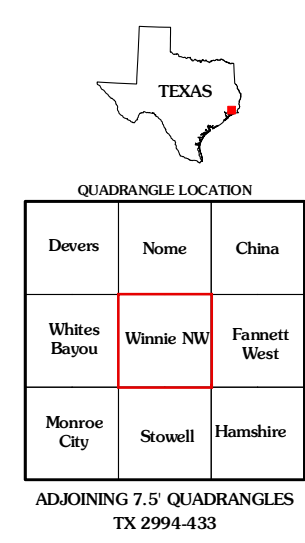 TEXAS
QUADRANGLE LOCATION
Devers
Nome
China
Whites
Bayou
Winnie NW
Fannett
West
Monroe
City
Stowell
Hamshire
ADJOINING 7.5' QUADRANGLES
TX 2994-433